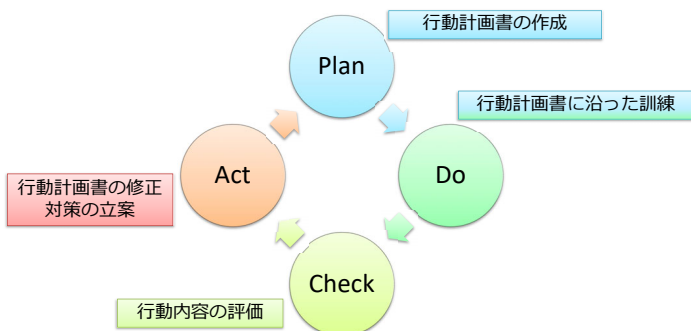 行動計画書の作成
Plan
行動計画書に沿った訓練
Act
Do
行動計画書の修正
対策の立案
Check
行動内容の評価